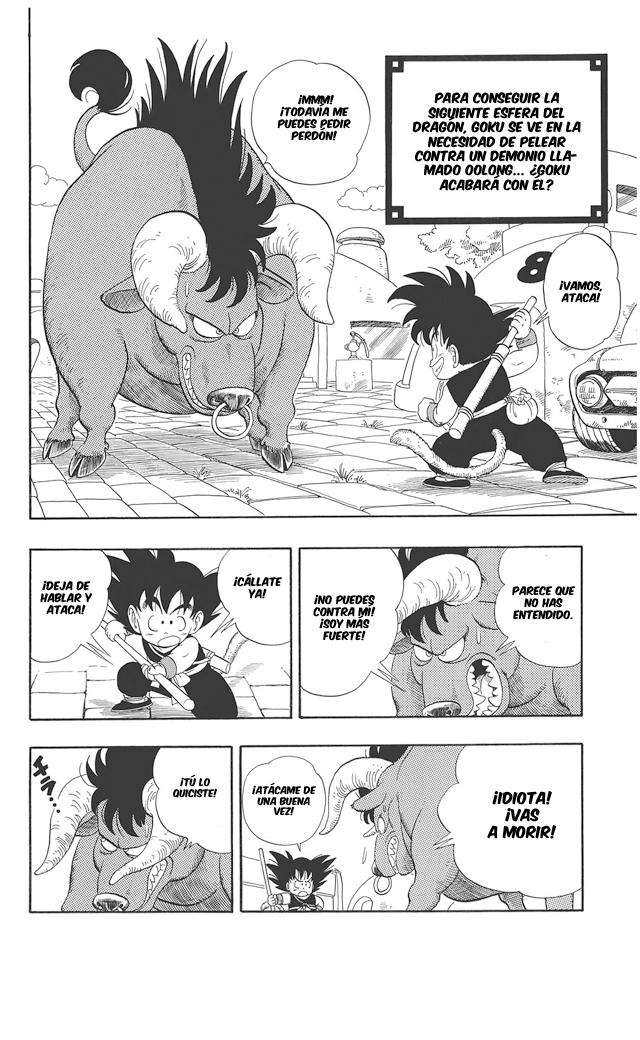 PARA CONSEGUIR LA
SIGUIENTE ESFERA DEL
DRAGÓN, GOKU SE VE EN LA
NECESIDAD DE PELEAR
CONTRA UN DEMONIO LLA-
MADO OOLONG... ¿GOKU
ACABARÁ CON ÉL?
¡VAMOS,
ATACA!
¡MMM!
¡TODAVÍA ME
PUEDES PEDIR
PERDÓN!
PARECE QUE
NO HAS
ENTENDIDO.
¡NO PUEDES
CONTRA MI!
¡SOY MÁS
FUERTE!
¡CÁLLATE
YA!
¡DEJA DE
HABLAR Y
ATACA!
¡IDIOTA!
¡VAS
A MORIR!
¡ATÁCAME DE
UNA BUENA
VEZ!
¡TÚ LO
QUICISTE!